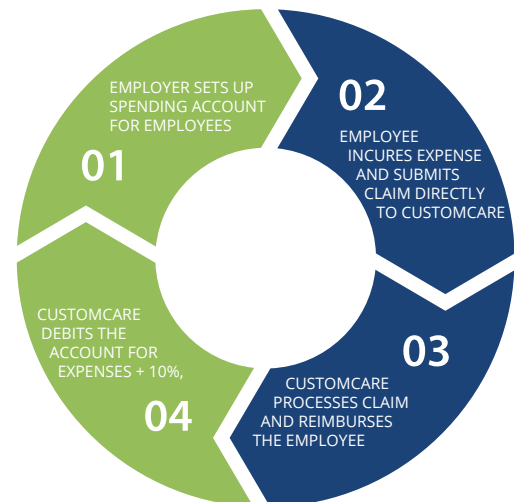 EMPLOYER SETS UP
SPENDING ACCOUNT
FOR EMPLOYEES
01
02
EMPLOYEE
INCURES EXPENSE
AND SUBMITS
CLAIM DIRECTLY
TO CUSTOMCARE
03
CUSTOMCARE
PROCESSES CLAIM
AND REIMBURSES
THE EMPLOYEE
CUSTOMCARE
DEBITS THE
ACCOUNT FOR
EXPENSES + 10%,
04